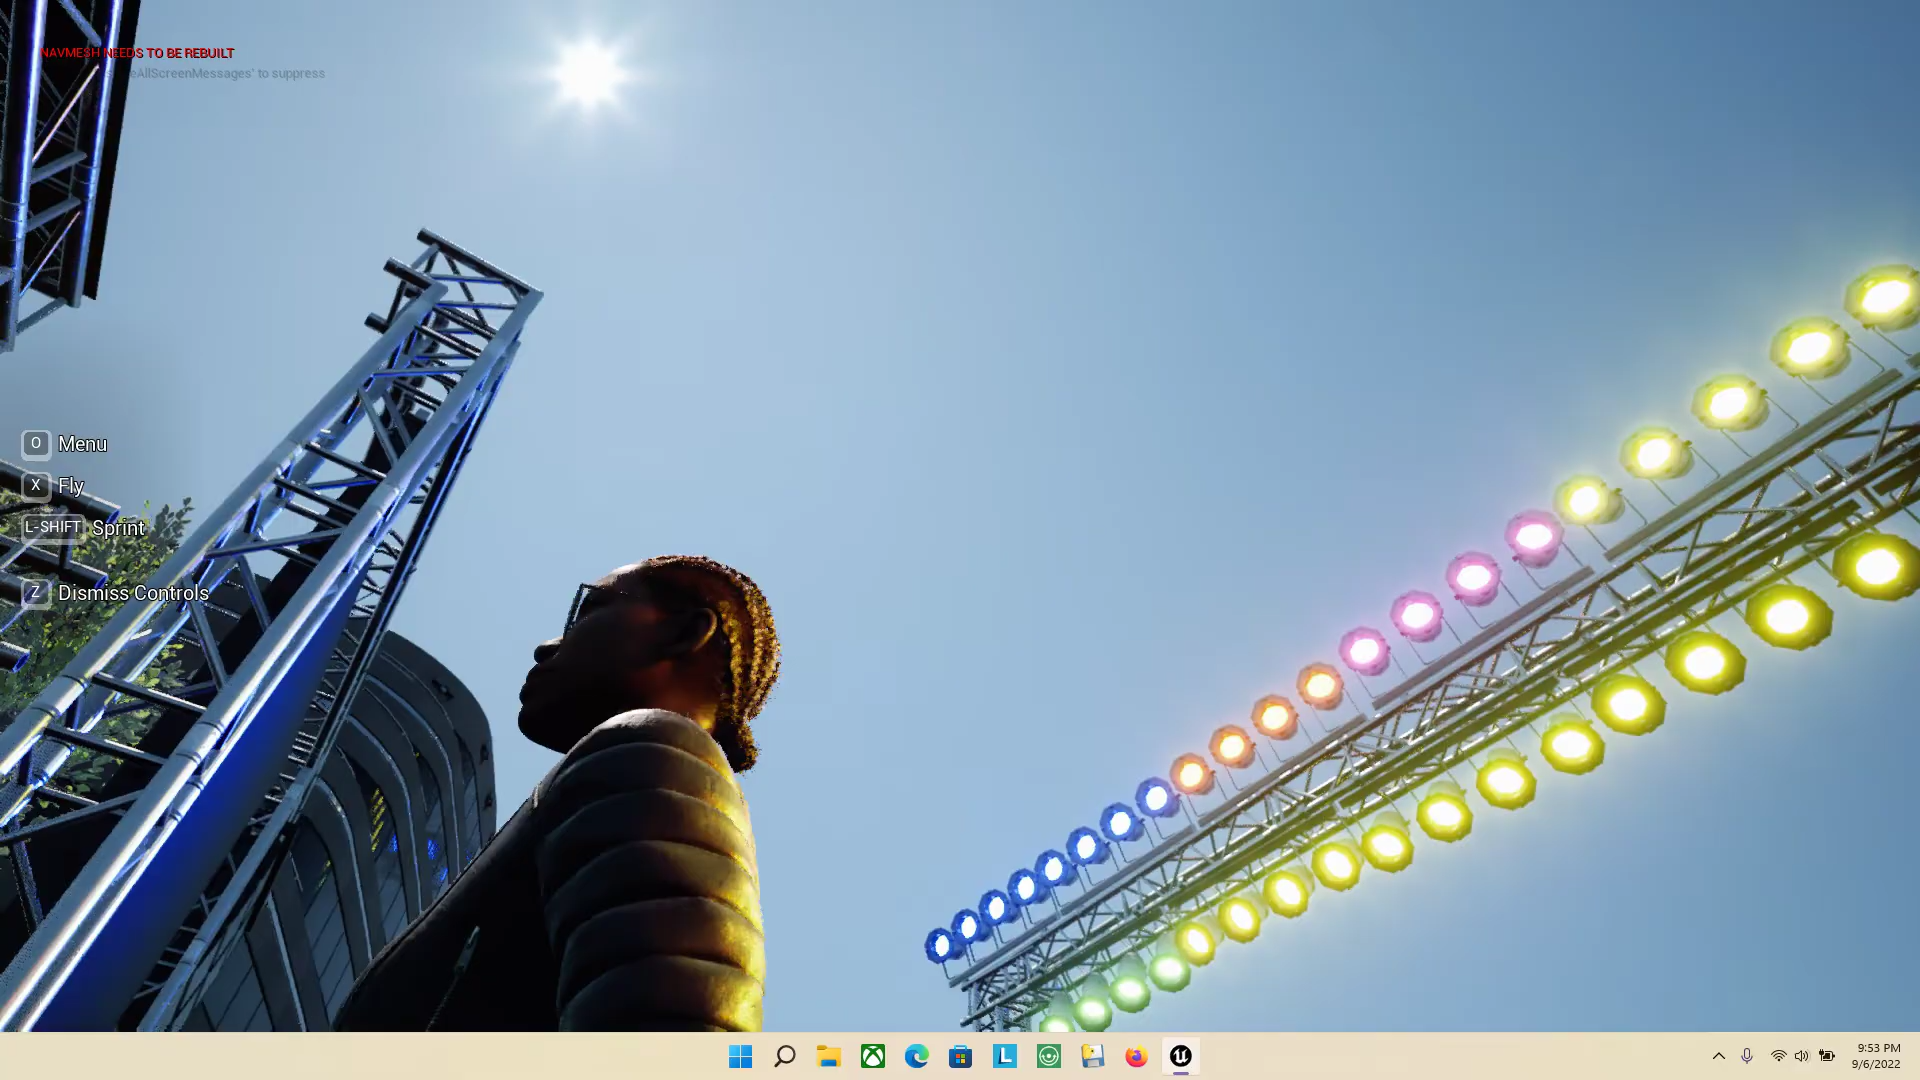 NAVMESH NEEDS TO BE REBUILT
eAllScreenMessages' to suppress
O Menu
X Fly
L-SHIFT Sprint
Z Dismiss Controls
9:53 PM
9/6/2022